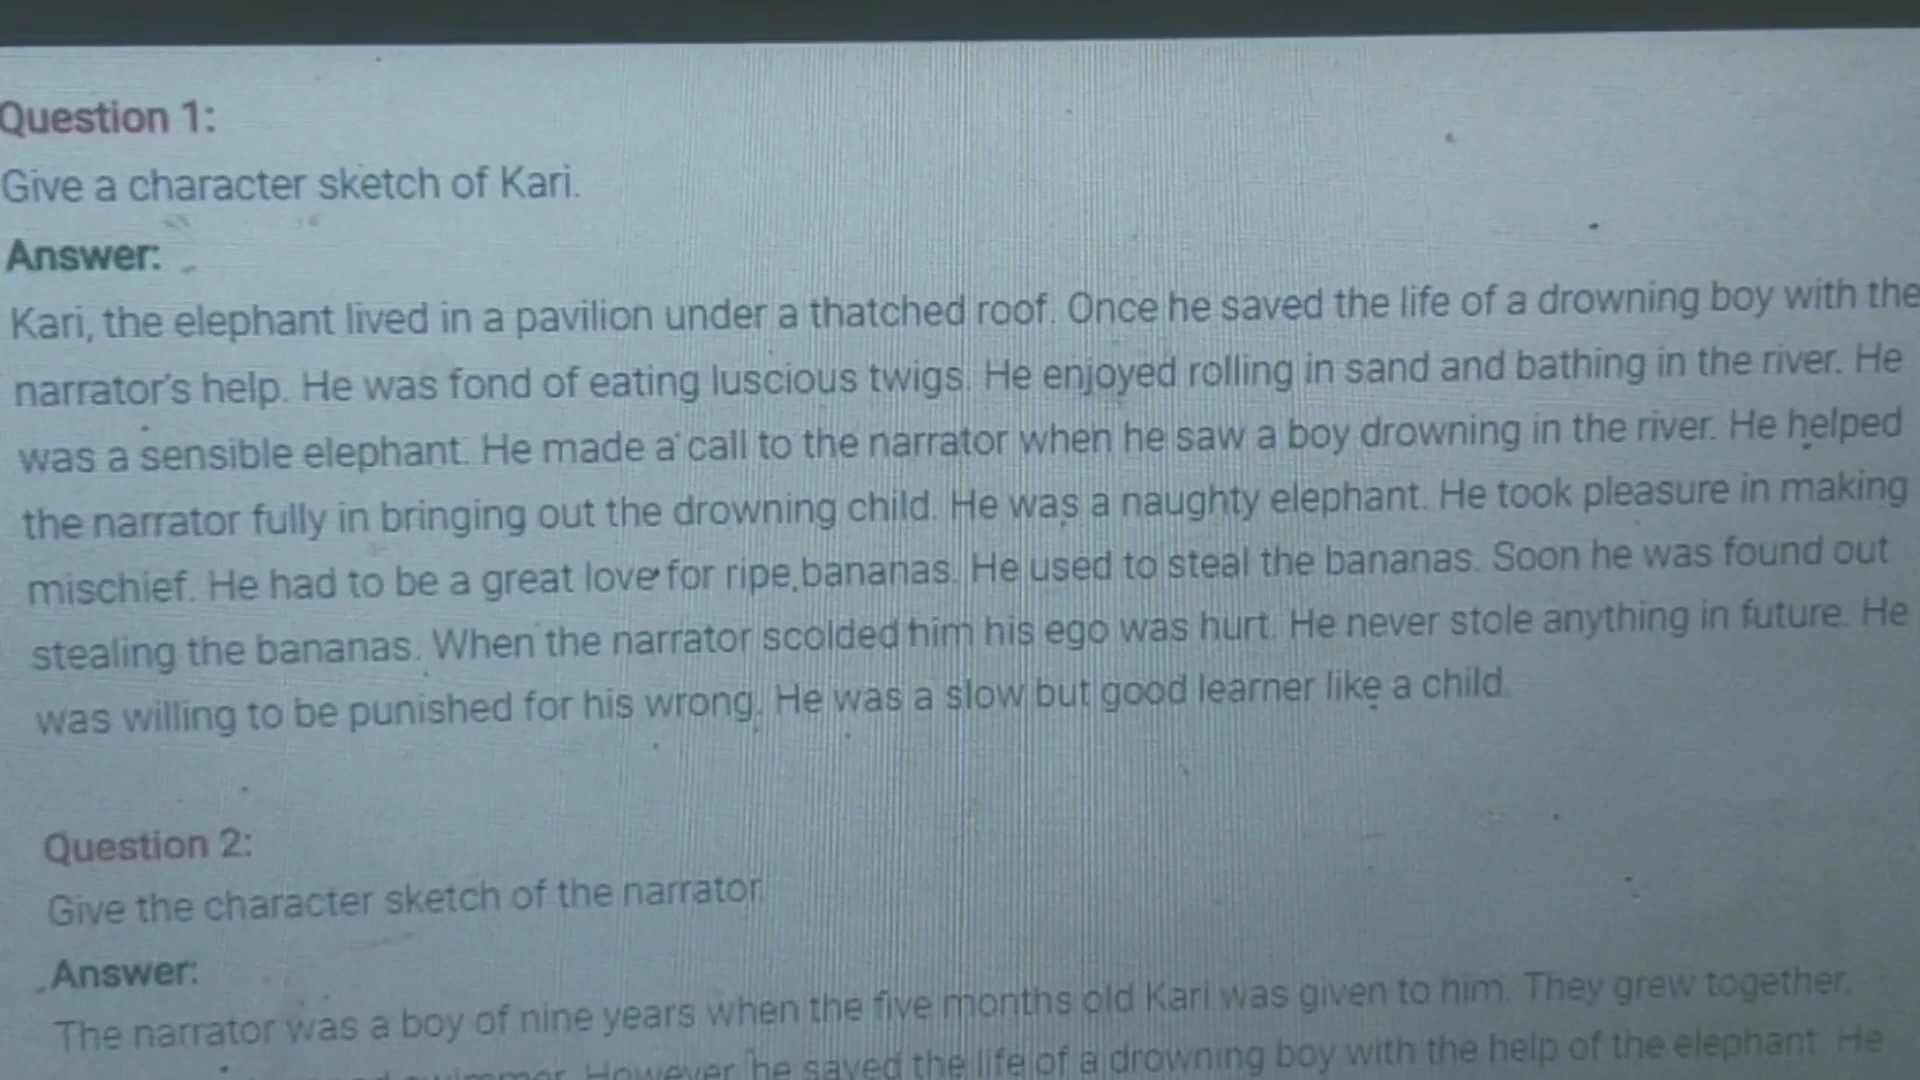 Question 1:
Give a character sketch of Kari.
Answer:
Kari, the elephant lived in a pavilion under a thatched roof. Once he saved the life of a drowning boy with the
narrator's help. He was fond of eating luscious twigs. He enjoyed rolling in sand and bathing in the river. He
was a sensible elephant. He made a call to the narrator when he saw a boy drowning in the river. He helped
the narrator fully in bringing out the drowning child. He was a naughty elephant. He took pleasure in making
mischief. He had to be a great love for ripe bananas. He used to steal the bananas. Soon he was found out
stealing the bananas. When the narrator scolded him his ego was hurt. He never stole anything in future. He
was willing to be punished for his wrong. He was a slow but good learner like a child.
Question 2:
Give the character sketch of the narrator.
Answer:
The narrator was a boy of nine years when the five months old Kari was given to him. They grew together.
However he saved the life of a drowning boy with the help of the elephant. He